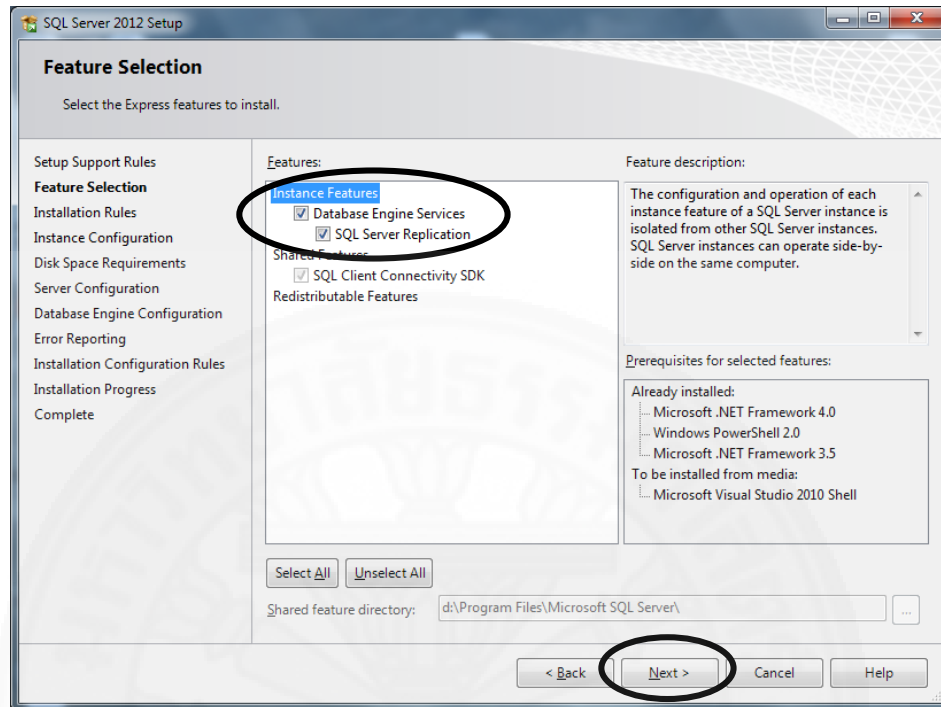 SQL Server 2012 Setup
Feature Selection
Select the Express features to install.
Setup Support Rules
Feature Selection
Installation Rules
Instance Configuration
Disk Space Requirements
Server Configuration
Database Engine Configuration
Error Reporting
Installation Configuration Rules
Installation Progress
Complete
Features:
Instance Features
Database Engine Services
SQL Server Replication
Shared Features
SQL Client Connectivity SDK
Redistributable Features
Select All
Unselect All
Shared feature directory:
d:\Program Files\Microsoft SQL Server\
...
Feature description:
The configuration and operation of each
instance feature of a SQL Server instance is
isolated from other SQL Server instances.
SQL Server instances can operate side-by-
side on the same computer.
Prerequisites for selected features:
Already installed:
Microsoft .NET Framework 4.0
Windows PowerShell 2.0
Microsoft .NET Framework 3.5
To be installed from media:
Microsoft Visual Studio 2010 Shell
< Back
Next >
Cancel
Help